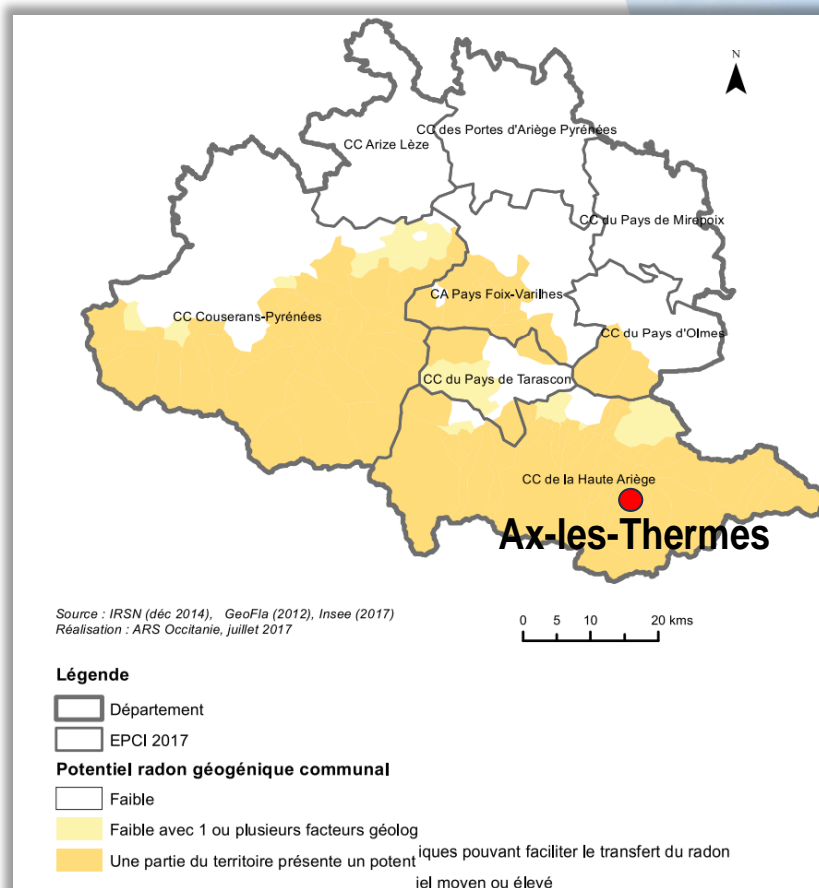 N
CC des Portes d'Ariège Pyrénées
CC Arize Lèze
CC du Pays de Mirepoix
CA Pays Foix-Varilhes
CC Couserans-Pyrénées
CC du Pays d'Olmes
CC du Pays de Tarascon
CC de la Haute Ariège
Ax-les-Thermes
Source : IRSN (déc 2014), GeoFla (2012), Insee (2017)
Réalisation : ARS Occitanie, juillet 2017
0 5 10 20 kms
Légende
Département
EPCI 2017
Potentiel radon géogénique communal
Faible
Faible avec 1 ou plusieurs facteurs géolog
iques pouvant faciliter le transfert du radon
Une partie du territoire présente un potent
iel moyen ou élevé